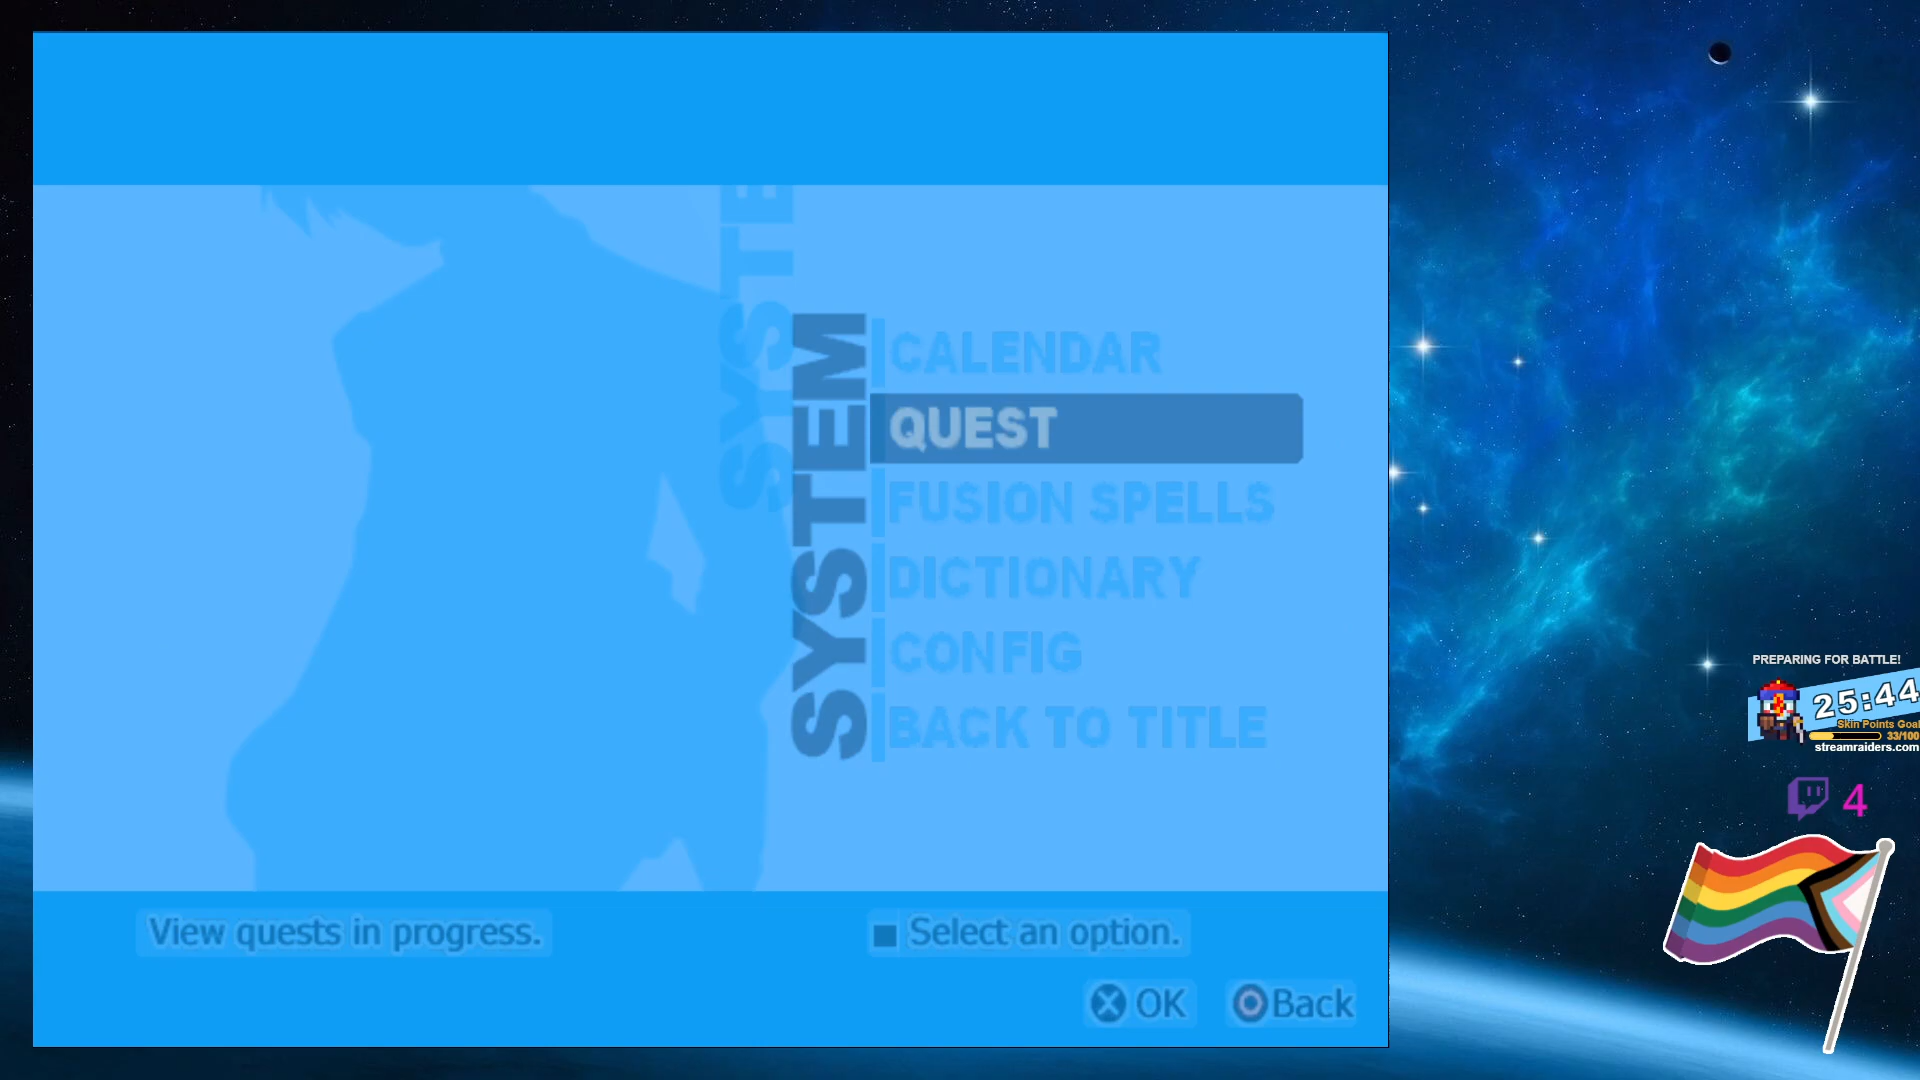 SYSTE
SYSTEM
CALENDAR
QUEST
FUSION SPELLS
DICTIONARY
CONFIG
BACK TO TITLE
View quests in progress.
Select an option.
OK
Back
PREPARING FOR BATTLE!
25:44
Skin Points Goal
33/100
streamraiders.com
4